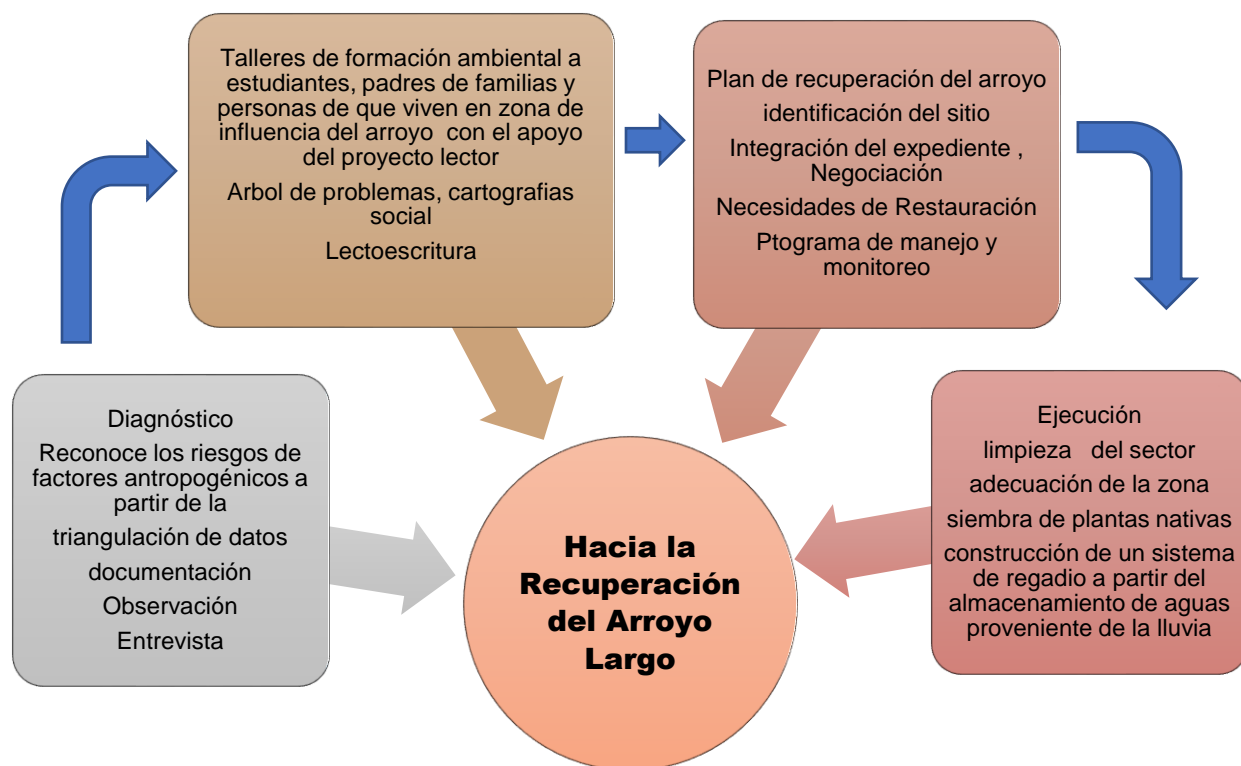 Talleres de formación ambiental a
estudiantes, padres de familias y
personas de que viven en zona de
influencia del arroyo con el apoyo
del proyecto lector
Arbol de problemas, cartografias
social
Lectoescritura
Plan de recuperación del arroyo
identificación del sitio
Integración del expediente ,
Negociación
Necesidades de Restauración
Ptograma de manejo y
monitoreo
Diagnóstico
Reconoce los riesgos de
factores antropogénicos a
partir de la
triangulación de datos
documentación
Observación
Entrevista
Ejecución
limpieza del sector
adecuación de la zona
siembra de plantas nativas
construcción de un sistema
de regadio a partir del
almacenamiento de aguas
proveniente de la lluvia
Hacia la
Recuperación
del Arroyo
Largo